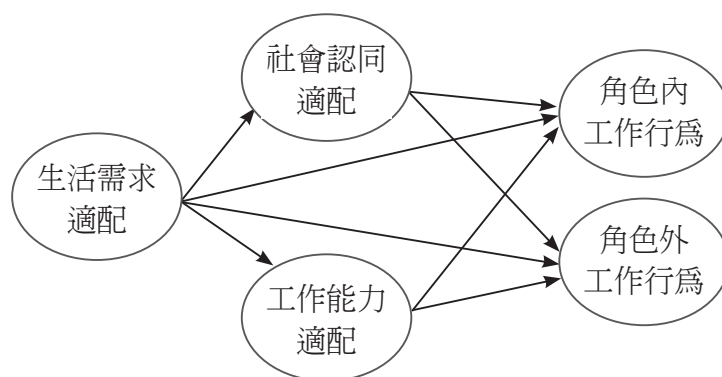 社會認同
適配
角色內
工作行爲
生活需求
適配
角色外
工作行爲
工作能力
適配